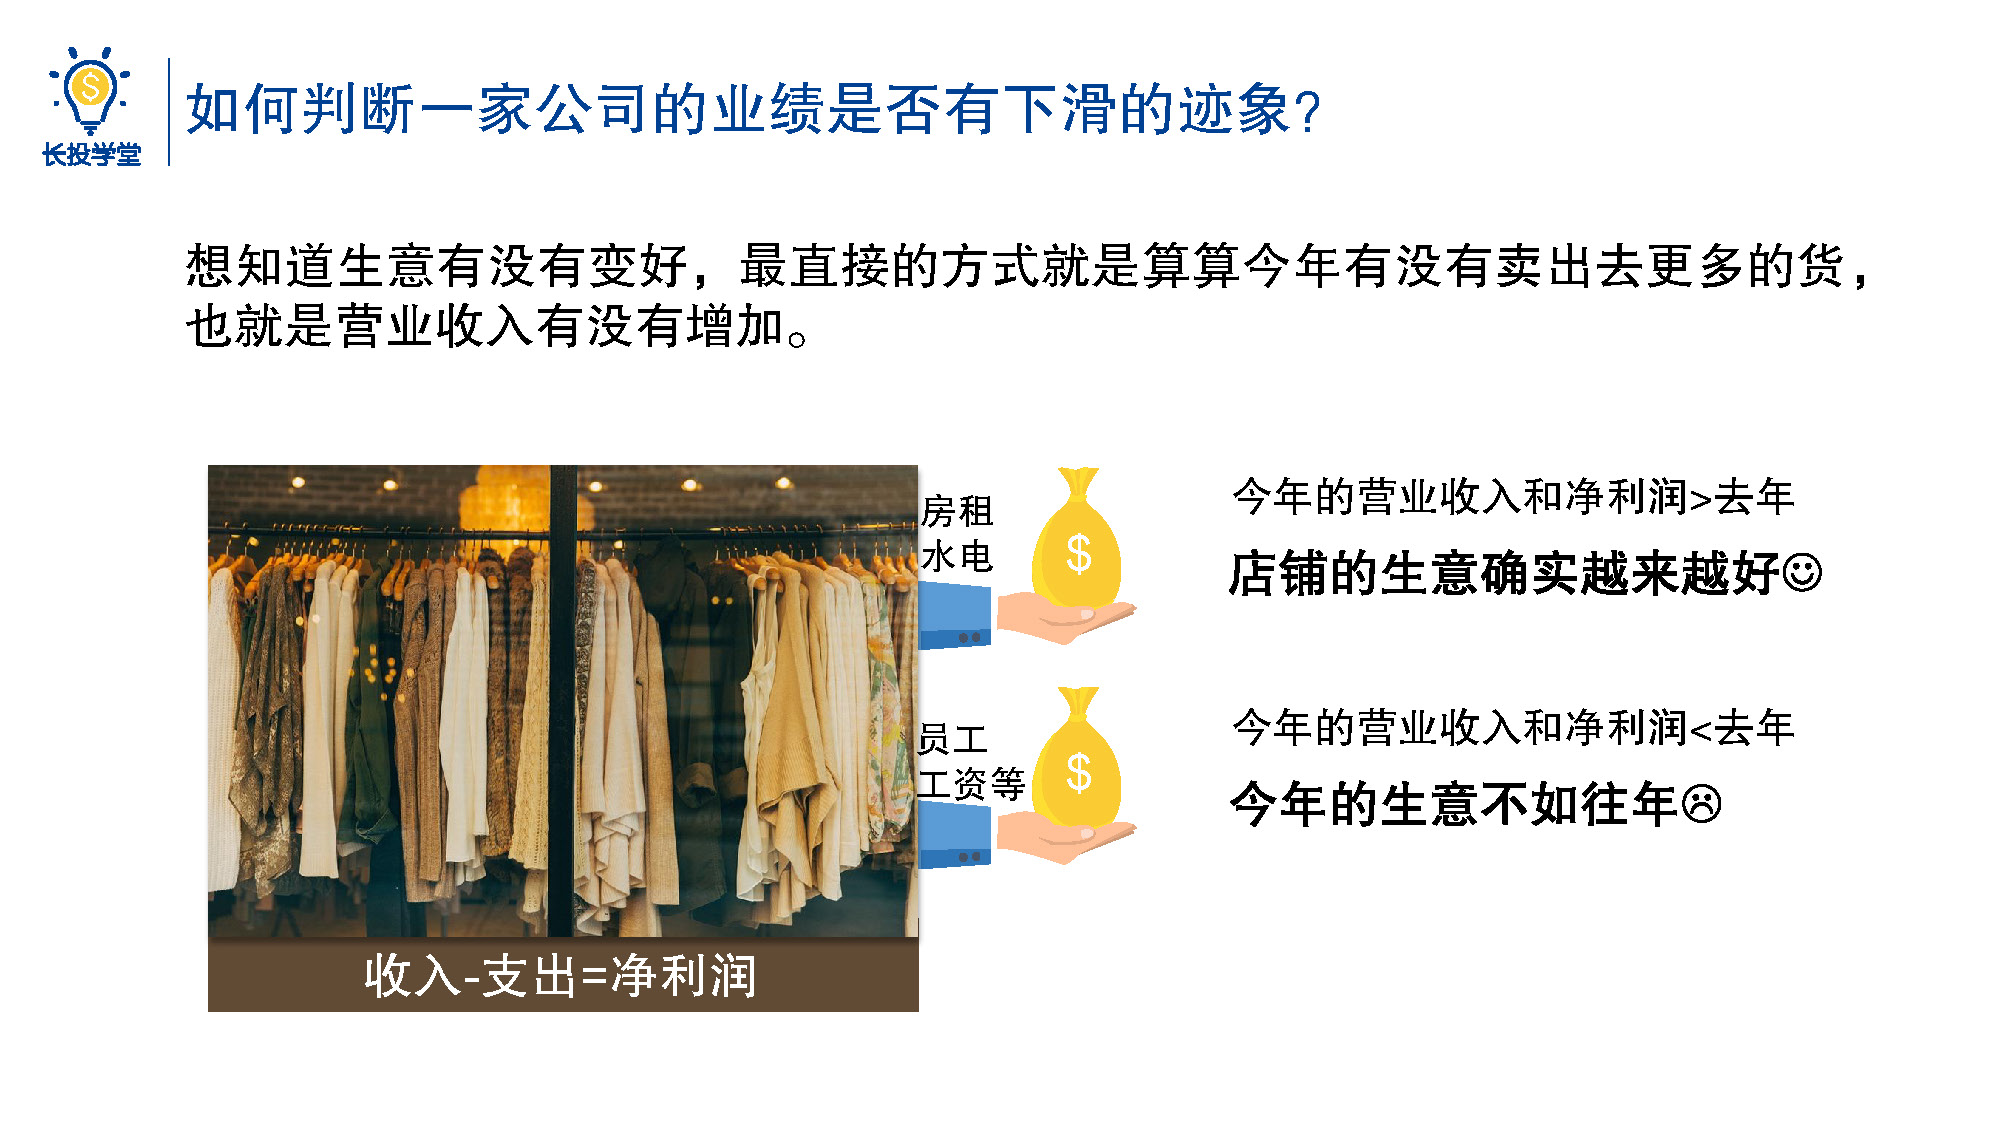 长投学堂
如何判断一家公司的业绩是否有下滑的迹象?
想知道生意有没有变好，最直接的方式就是算算今年有没有卖出去更多的货，
也就是营业收入有没有增加。
房租
水电
$
员工
工资等
$
收入-支出=净利润
今年的营业收入和净利润>去年
店铺的生意确实越来越好☺
今年的营业收入和净利润<去年
今年的生意不如往年☹